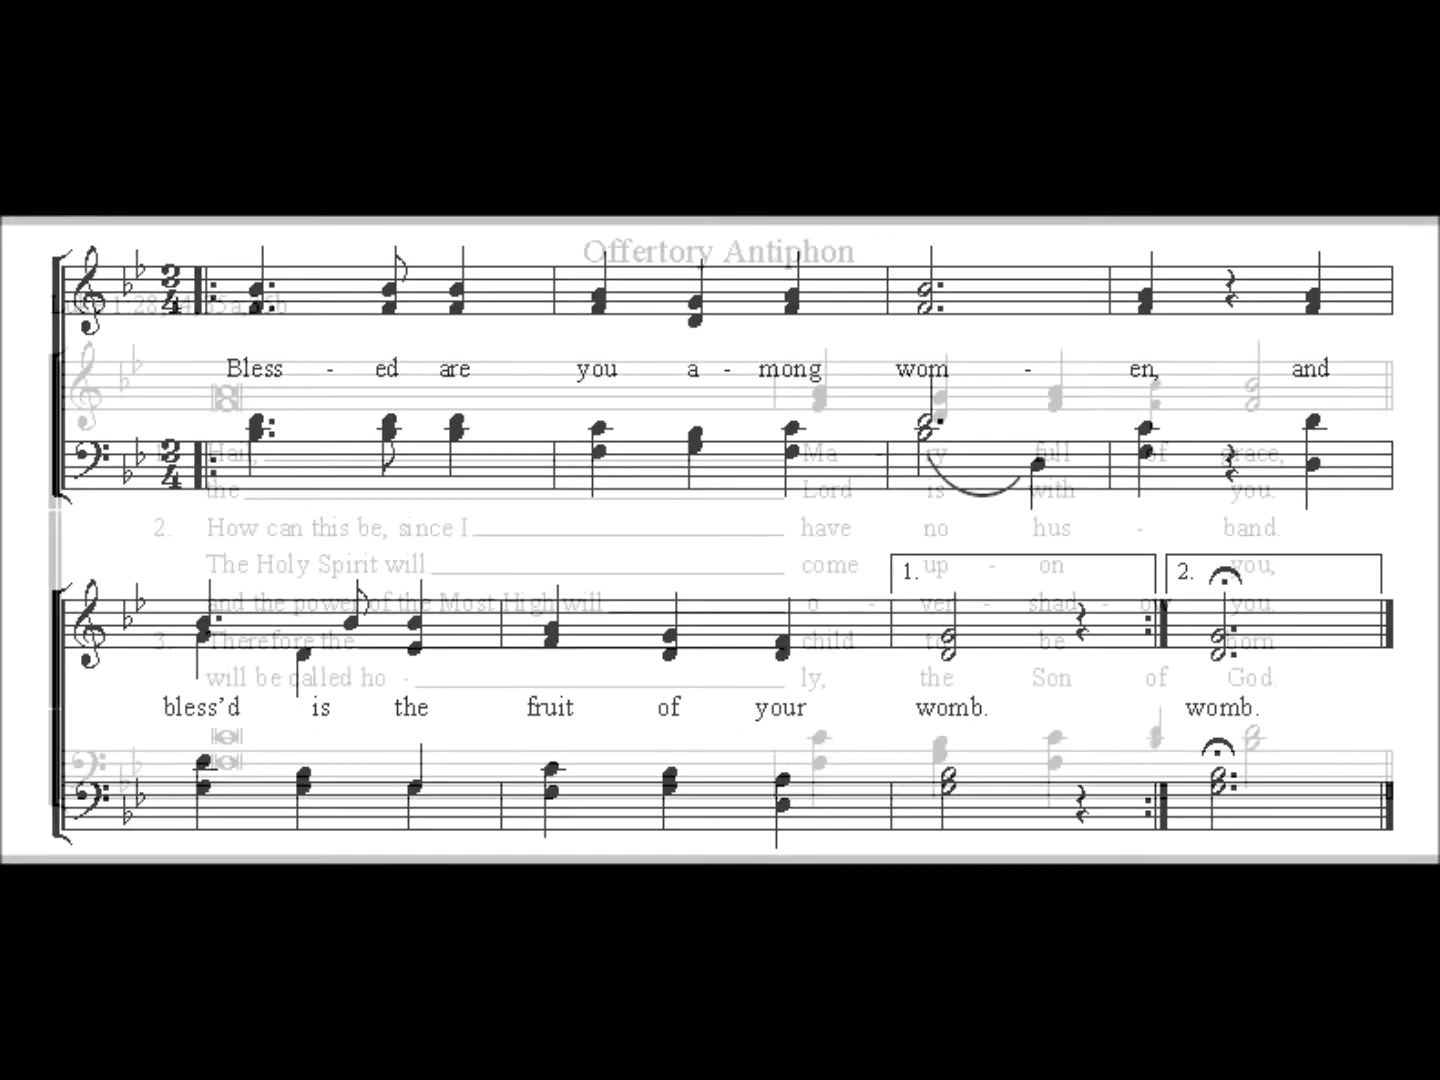 Offertory Antiphon
Bless - ed are you a - mong wom - en, and
Hail, Ma - ry full of grace,
the Lord is with you.
2. How can this be, since I have no hus - band.
The Holy Spirit will come up - on you,
1. 2.
and the power of the Most High will o - ver - shad - ow you.
3. Therefore the child to be born
will be called ho - ly, the Son of God.
bless’d is the fruit of your womb. womb.